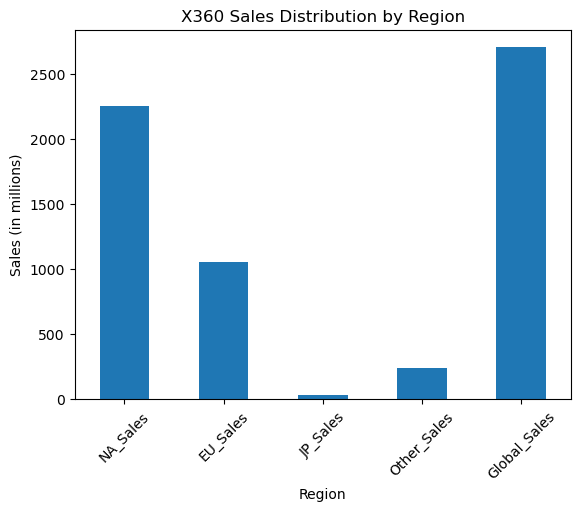 X360 Sales Distribution by Region
Sales (in millions)
2500
2000
1500
1000
500
0
NA_Sales
EU_Sales
JP_Sales
Other_Sales
Global_Sales
Region